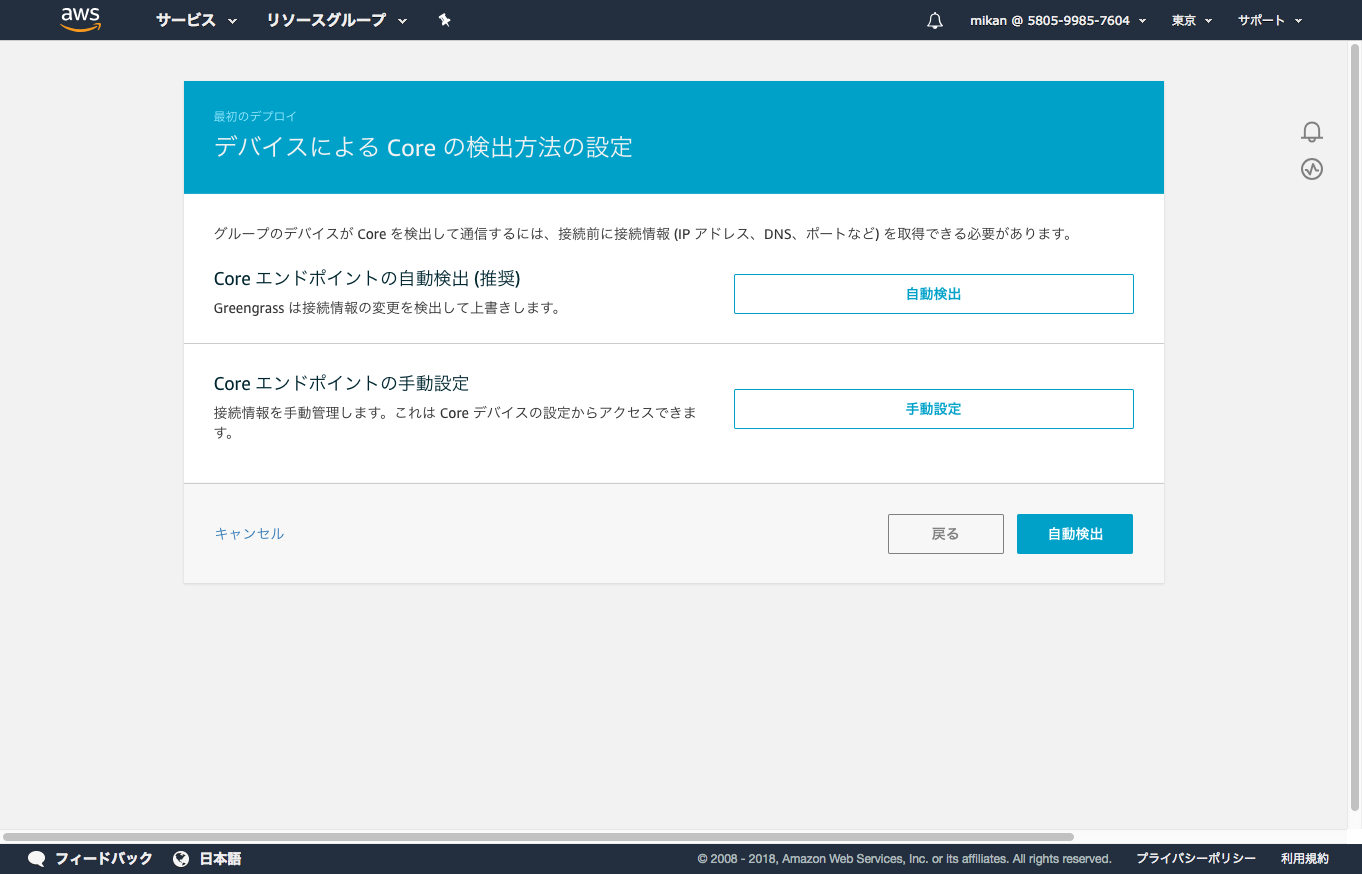 aws サービス リソースグループ mikan @ 5805-9985-7604 東京 サポート
最初のデプロイ
デバイスによる Core の検出方法の設定
グループのデバイスが Core を検出して通信するには、接続前に接続情報 (IP アドレス、DNS、ポートなど) を取得できる必要があります。
Core エンドポイントの自動検出 (推奨)
自動検出
Greengrass は接続情報の変更を検出して上書きします。
Core エンドポイントの手動設定
手動設定
接続情報を手動管理します。これは Core デバイスの設定からアクセスできま
す。
キャンセル 戻る 自動検出
フィードバック 日本語 © 2008 - 2018, Amazon Web Services, Inc. or its affiliates. All rights reserved. プライバシーポリシー 利用規約